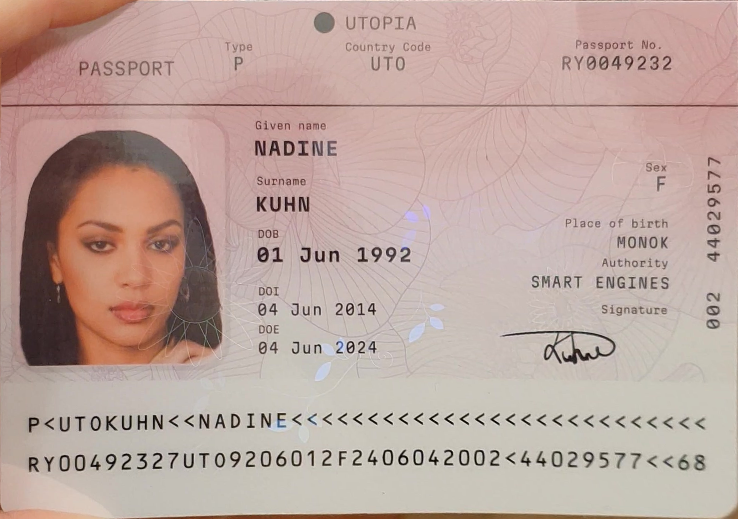 UTOPIA
PASSPORT
Type
P
Country Code
UTO
Passport No.
RY0049232
Given name
NADINE
Surname
KUHN
DOB
01 Jun 1992
DOI
04 Jun 2014
DOE
04 Jun 2024
Sex
F
Place of birth
MONOK
Authority
SMART ENGINES
Signature
Kuhn
002 44029577
P<UTOKUHN<<NADINE<<<<<<<<<<<<<<<<<<<<<<<<<<<
RY00492327UTO9206012F2406042002<44029577<<68